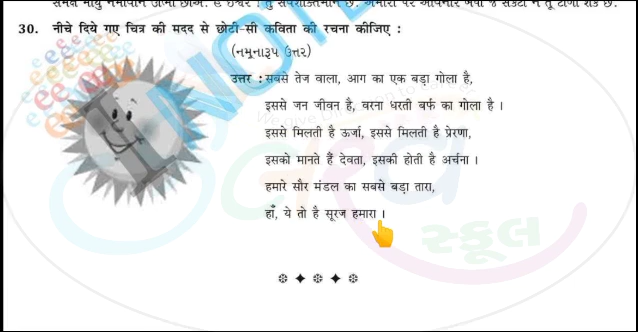 30. नीचे दिये गए चित्र की मदद से छोटी-सी कविता की रचना कीजिए :
(નમૂનારૂપ ઉત્તર)
उत्तर : सबसे तेज वाला, आग का एक बड़ा गोला है,
इससे जन जीवन है, वरना धरती बर्फ का गोला है ।
इससे मिलती है ऊर्जा, इससे मिलती है प्रेरणा,
इसको मानते हैं देवता, इसकी होती है अर्चना ।
हमारे सौर मंडल का सबसे बड़ा तारा,
हाँ, ये तो है सूरज हमारा ।
સ્કૂલ